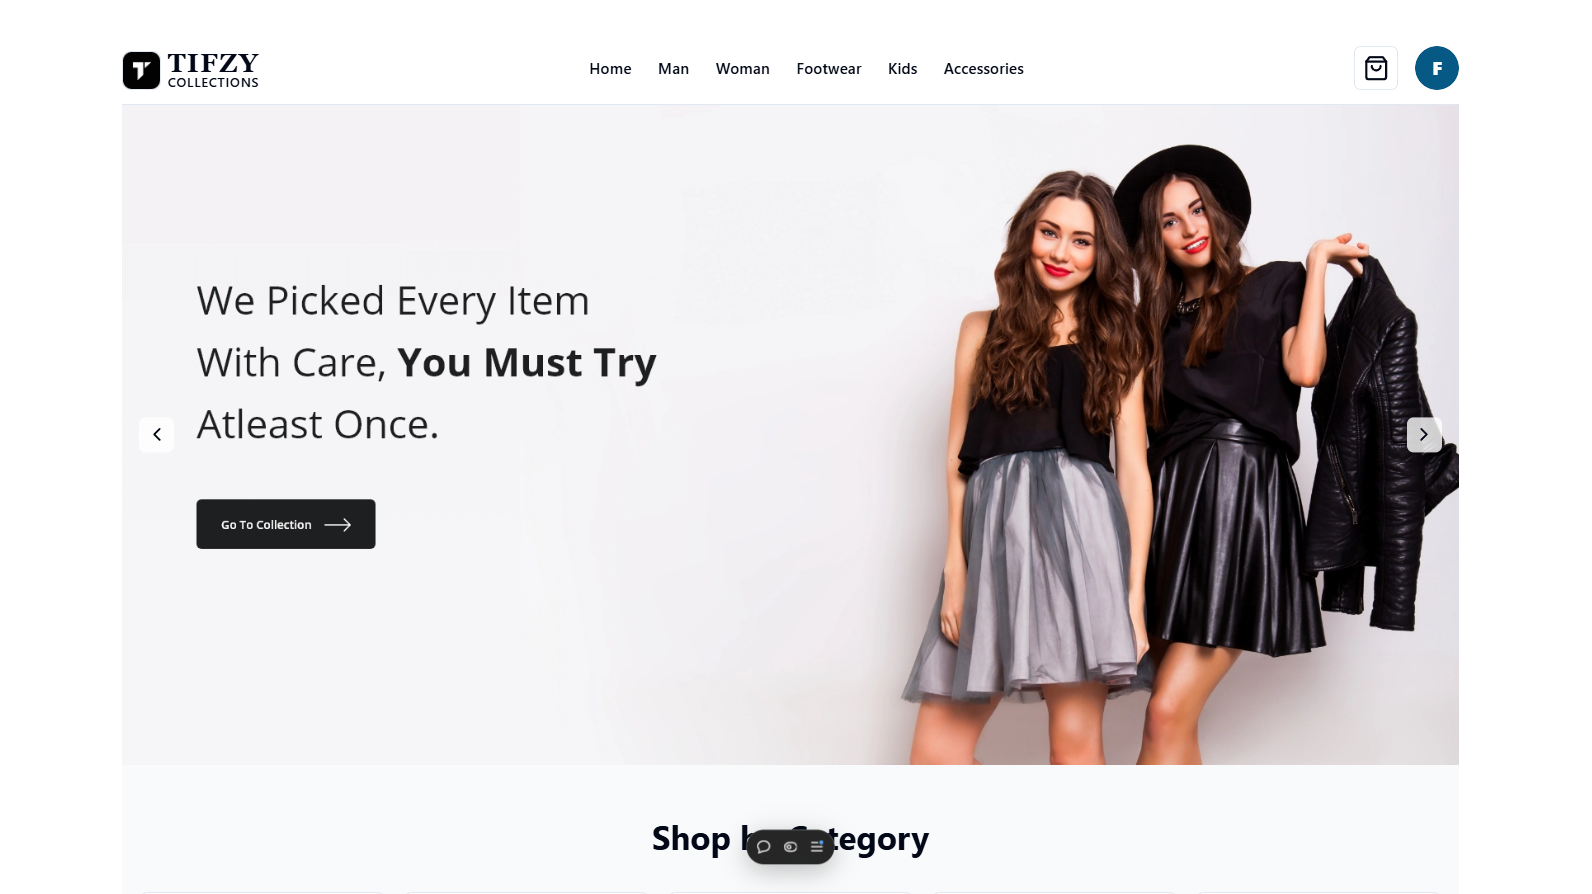 TIFZY
COLLECTIONS
Home Man Woman Footwear Kids Accessories
F
We Picked Every Item
With Care, You Must Try
Atleast Once.
Go To Collection
Shop tegory